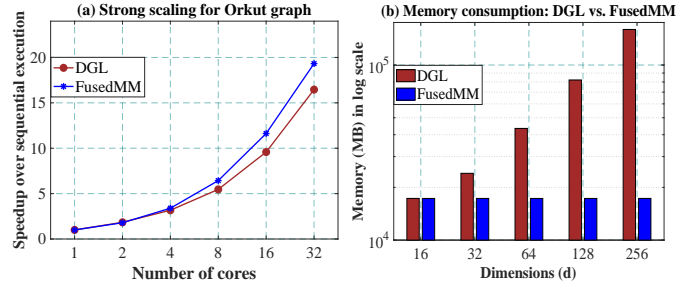 (a) Strong scaling for Orkut graph
Speedup over sequential execution
20
15
10
5
0
DGL
FusedMM
1 2 4 8 16 32
Number of cores
(b) Memory consumption: DGL vs. FusedMM
Memory (MB) in log scale
10^5
10^4
DGL
FusedMM
16 32 64 128 256
Dimensions (d)